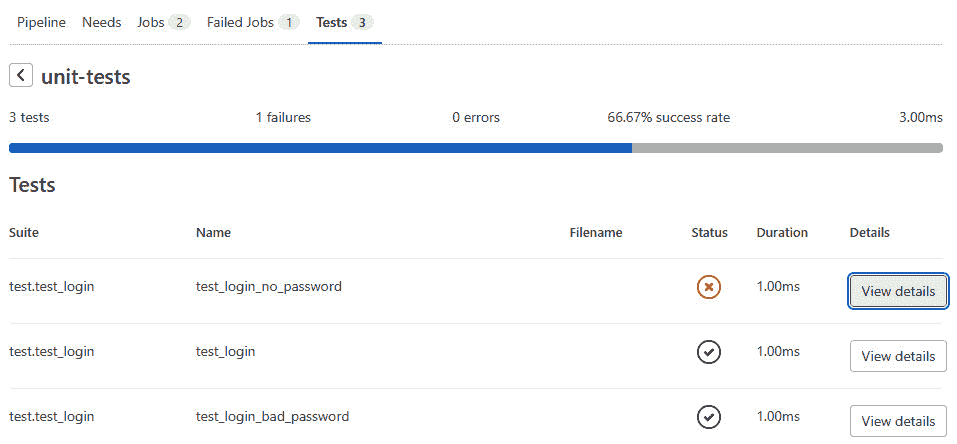 Pipeline Needs Jobs 2 Failed Jobs 1 Tests 3
unit-tests
3 tests 1 failures 0 errors 66.67% success rate 3.00ms
Tests
Suite Name Filename Status Duration Details
test.test_login test_login_no_password 1.00ms View details
test.test_login test_login 1.00ms View details
test.test_login test_login_bad_password 1.00ms View details